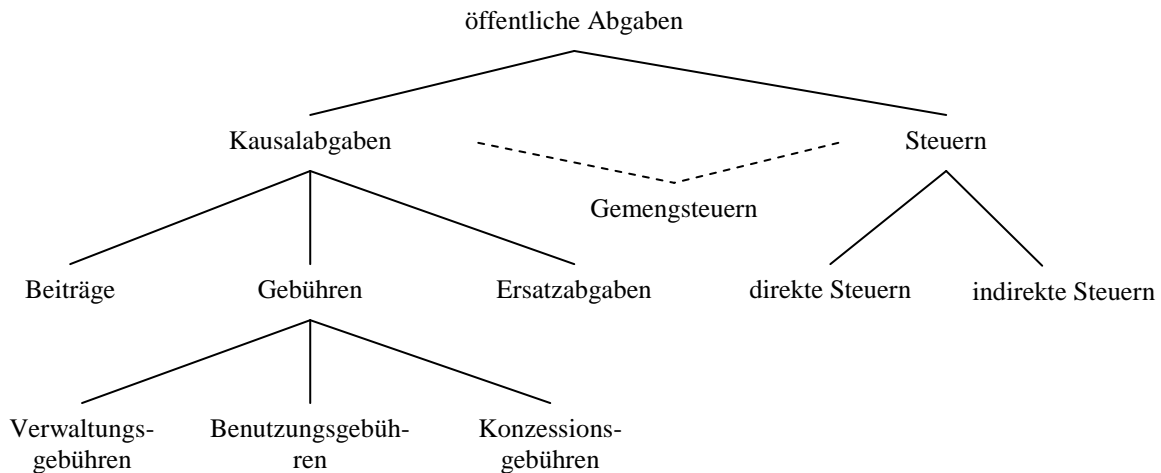 öffentliche Abgaben
Kausalabgaben
Steuern
Gemengsteuern
Beiträge
Gebühren
Ersatzabgaben
direkte Steuern
indirekte Steuern
Verwaltungs-
gebühren
Benutzungsgebüh-
ren
Konzessions-
gebühren